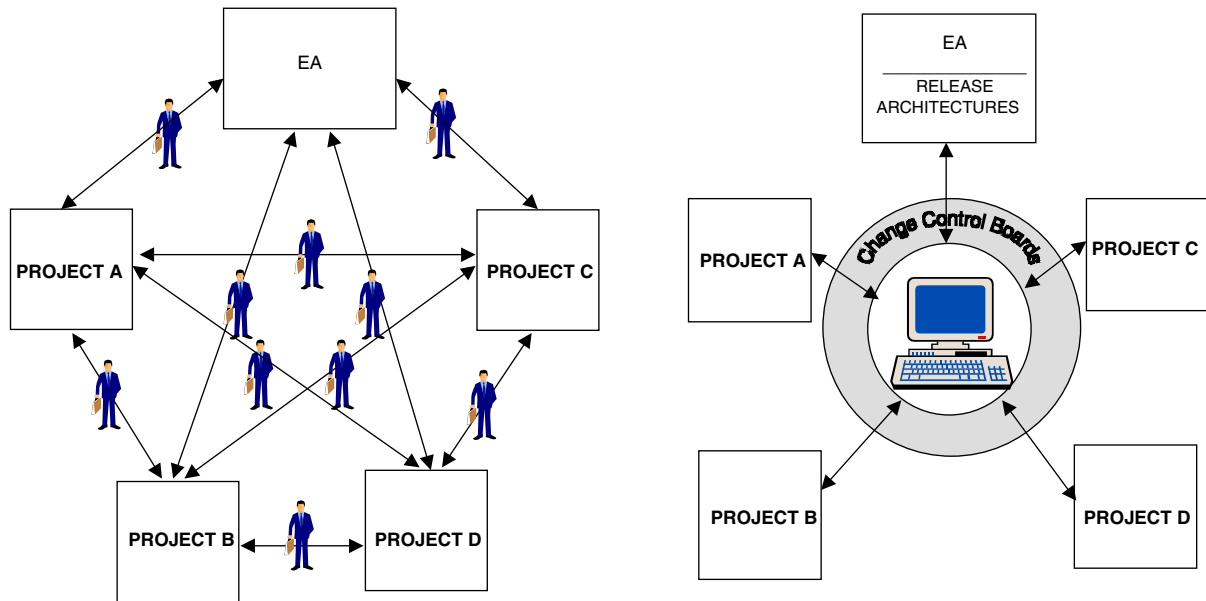 EA
PROJECT A
PROJECT C
PROJECT B
PROJECT D
EA
RELEASE
ARCHITECTURES
Change Control Boards
PROJECT A
PROJECT C
PROJECT B
PROJECT D